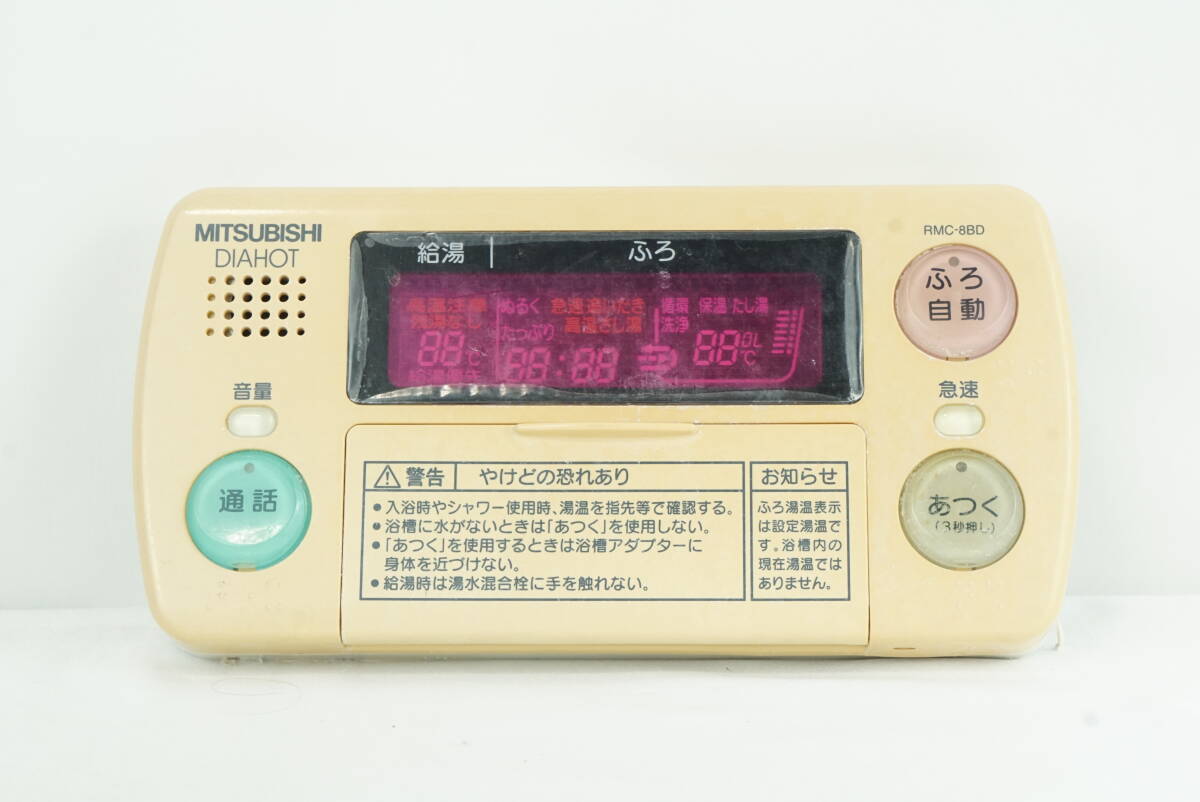 MITSUBISHI
DIAHOT
RMC-8BD
給湯 ふろ
ぬるく 急速追いだき 循環 保温 たし湯
たっぷり 高温さし湯 洗浄
88 ℃ 88:88 88 ℃
ふろ
自動
音量
急速
通話
あつく
(3秒押し)
警告 やけどの恐れあり
●入浴時やシャワー使用時、湯温を指先等で確認する。
●浴槽に水がないときは「あつく」を使用しない。
●「あつく」を使用するときは浴槽アダプターに
身体を近づけない。
●給湯時は湯水混合栓に手を触れない。
お知らせ
ふろ湯温表示
は設定湯温で
す。浴槽内の
現在湯温では
ありません。